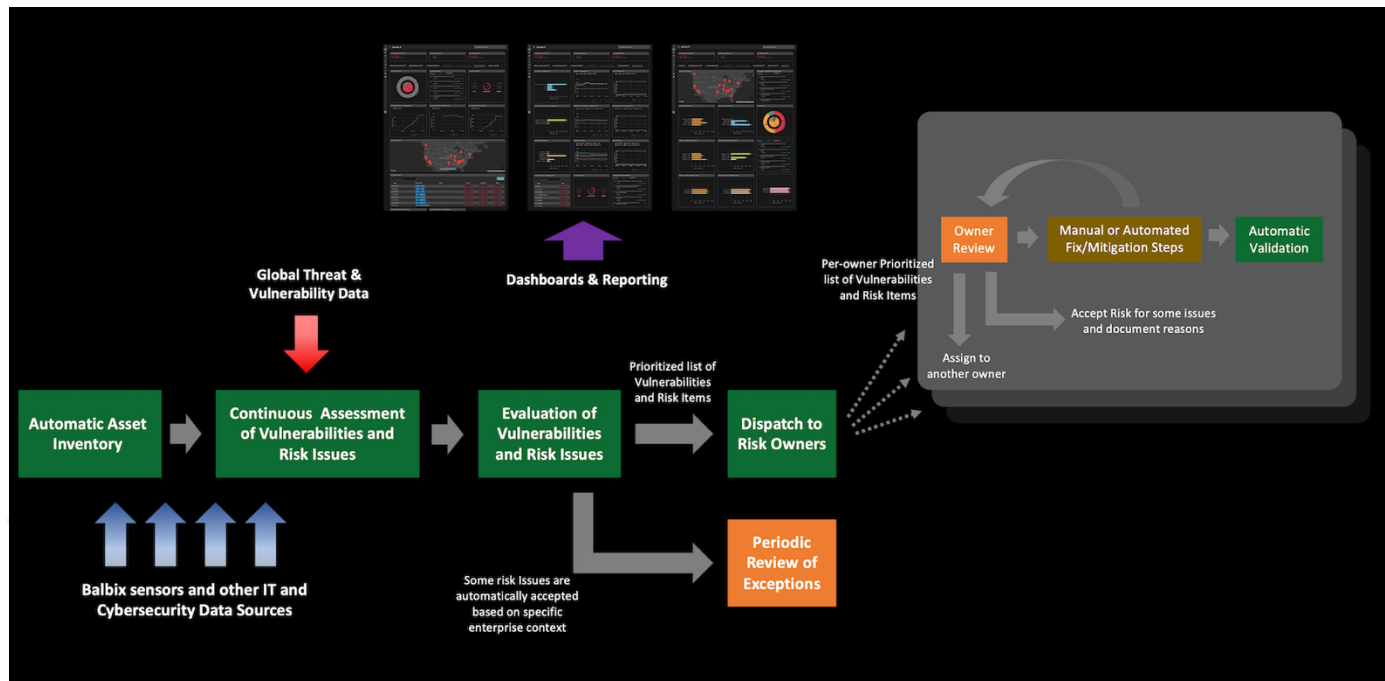 Global Threat &
Vulnerability Data
Dashboards & Reporting
Per-owner Prioritized
list of Vulnerabilities
and Risk Items
Owner
Review
Manual or Automated
Fix/Mitigation Steps
Automatic
Validation
Accept Risk for some issues
and document reasons
Assign to
another owner
Automatic Asset
Inventory
Continuous Assessment
of Vulnerabilities and
Risk Issues
Evaluation of
Vulnerabilities
and Risk Issues
Prioritized list of
Vulnerabilities
and Risk Items
Dispatch to
Risk Owners
Periodic
Review of
Exceptions
Some risk Issues are
automatically accepted
based on specific
enterprise context
Balbix sensors and other IT and
Cybersecurity Data Sources